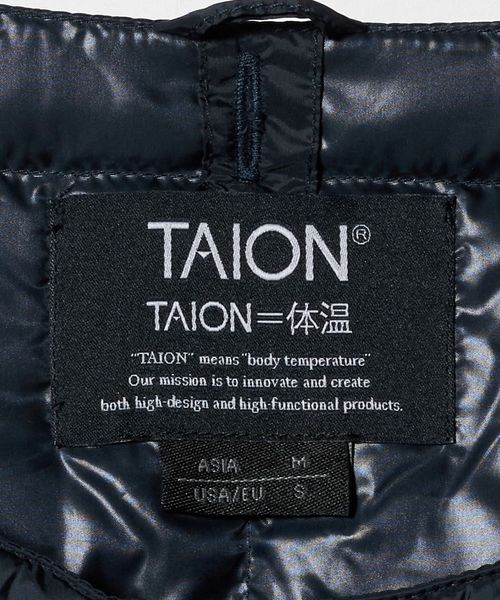 TAION®
TAION=体温
"TAION" means "body temperature"
Our mission is to innovate and create
both high-design and high-functional products.
ASIA M
USA/EU S